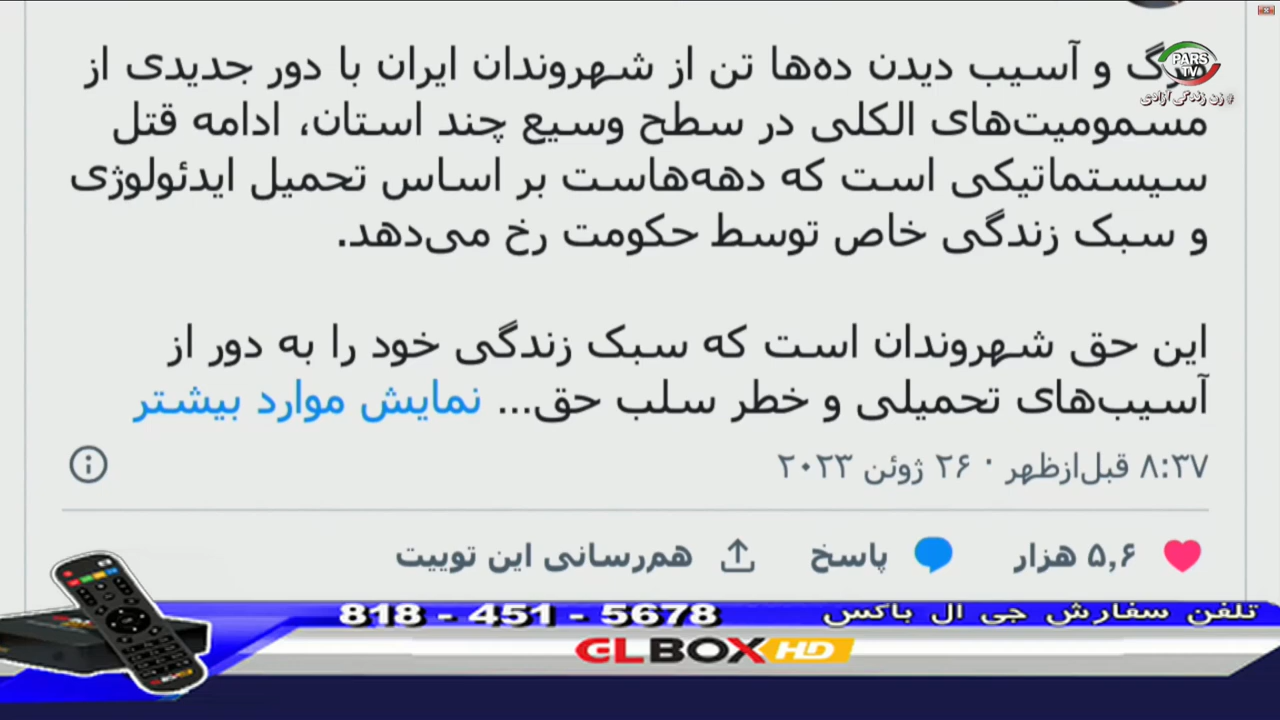 مرگ و آسیب دیدن ده‌ها تن از شهروندان ایران با دور جدیدی از
مسمومیت‌های الکلی در سطح وسیع چند استان، ادامه قتل
سیستماتیکی است که دهه‌هاست بر اساس تحمیل ایدئولوژی
و سبک زندگی خاص توسط حکومت رخ می‌دهد.
این حق شهروندان است که سبک زندگی خود را به دور از
آسیب‌های تحمیلی و خطر سلب حق... نمایش موارد بیشتر
۸:۳۷ قبل‌ازظهر · ۲۶ ژوئن ۲۰۲۳
۵٫۶ هزار پاسخ هم‌رسانی این توییت
PARS
TV
# زن زندگی آزادی
تلفن سفارش جی ال باکس 818 - 451 - 5678
GLBOX HD